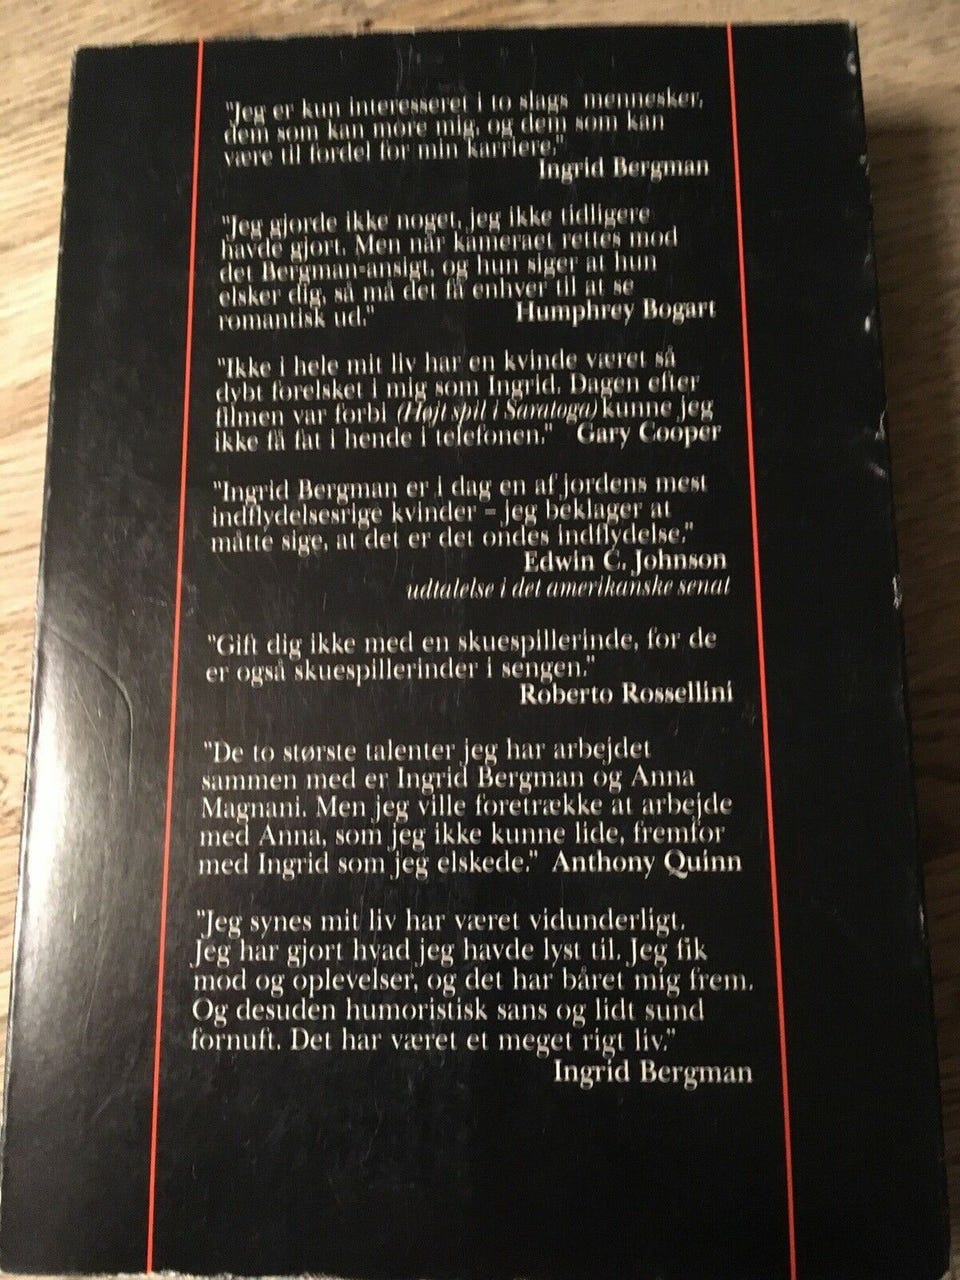 "Jeg er kun interesseret i to slags mennesker,
dem som kan more mig, og dem som kan
være til fordel for min karriere."
Ingrid Bergman
"Jeg gjorde ikke noget, jeg ikke tidligere
havde gjort. Men når kameraet rettes mod
det Bergman-ansigt, og hun siger at hun
elsker dig, så må det få enhver til at se
romantisk ud." Humphrey Bogart
"Ikke i hele mit liv har en kvinde været så
dybt forelsket i mig som Ingrid. Dagen efter
filmen var forbi (Højt spil i Saratoga) kunne jeg
ikke få fat i hende i telefonen." Gary Cooper
"Ingrid Bergman er i dag en af jordens mest
indflydelsesrige kvinder – jeg beklager at
måtte sige, at det er det ondes indflydelse."
Edwin C. Johnson
udtalelse i det amerikanske senat
"Gift dig ikke med en skuespillerinde, for de
er også skuespillerinder i sengen."
Roberto Rossellini
"De to største talenter jeg har arbejdet
sammen med er Ingrid Bergman og Anna
Magnani. Men jeg ville foretrække at arbejde
med Anna, som jeg ikke kunne lide, fremfor
med Ingrid som jeg elskede." Anthony Quinn
"Jeg synes mit liv har været vidunderligt.
Jeg har gjort hvad jeg havde lyst til. Jeg fik
mod og oplevelser, og det har båret mig frem.
Og desuden humoristisk sans og lidt sund
fornuft. Det har været et meget rigt liv."
Ingrid Bergman